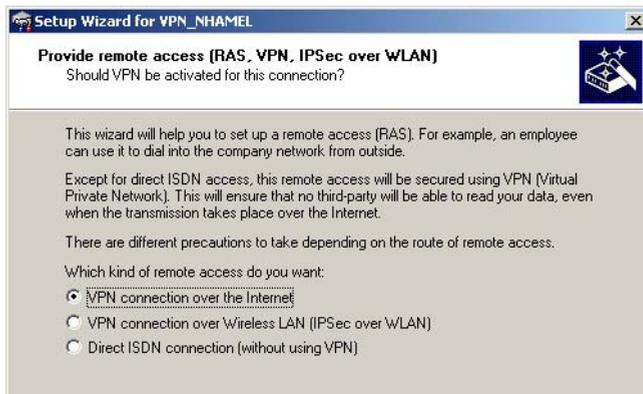 Setup Wizard for VPN_NHAMEL
Provide remote access (RAS, VPN, IPSec over WLAN)
Should VPN be activated for this connection?
This wizard will help you to set up a remote access (RAS). For example, an employee
can use it to dial into the company network from outside.
Except for direct ISDN access, this remote access will be secured using VPN (Virtual
Private Network). This will ensure that no third-party will be able to read your data, even
when the transmission takes place over the Internet.
There are different precautions to take depending on the route of remote access.
Which kind of remote access do you want:
VPN connection over the Internet
VPN connection over Wireless LAN (IPSec over WLAN)
Direct ISDN connection (without using VPN)